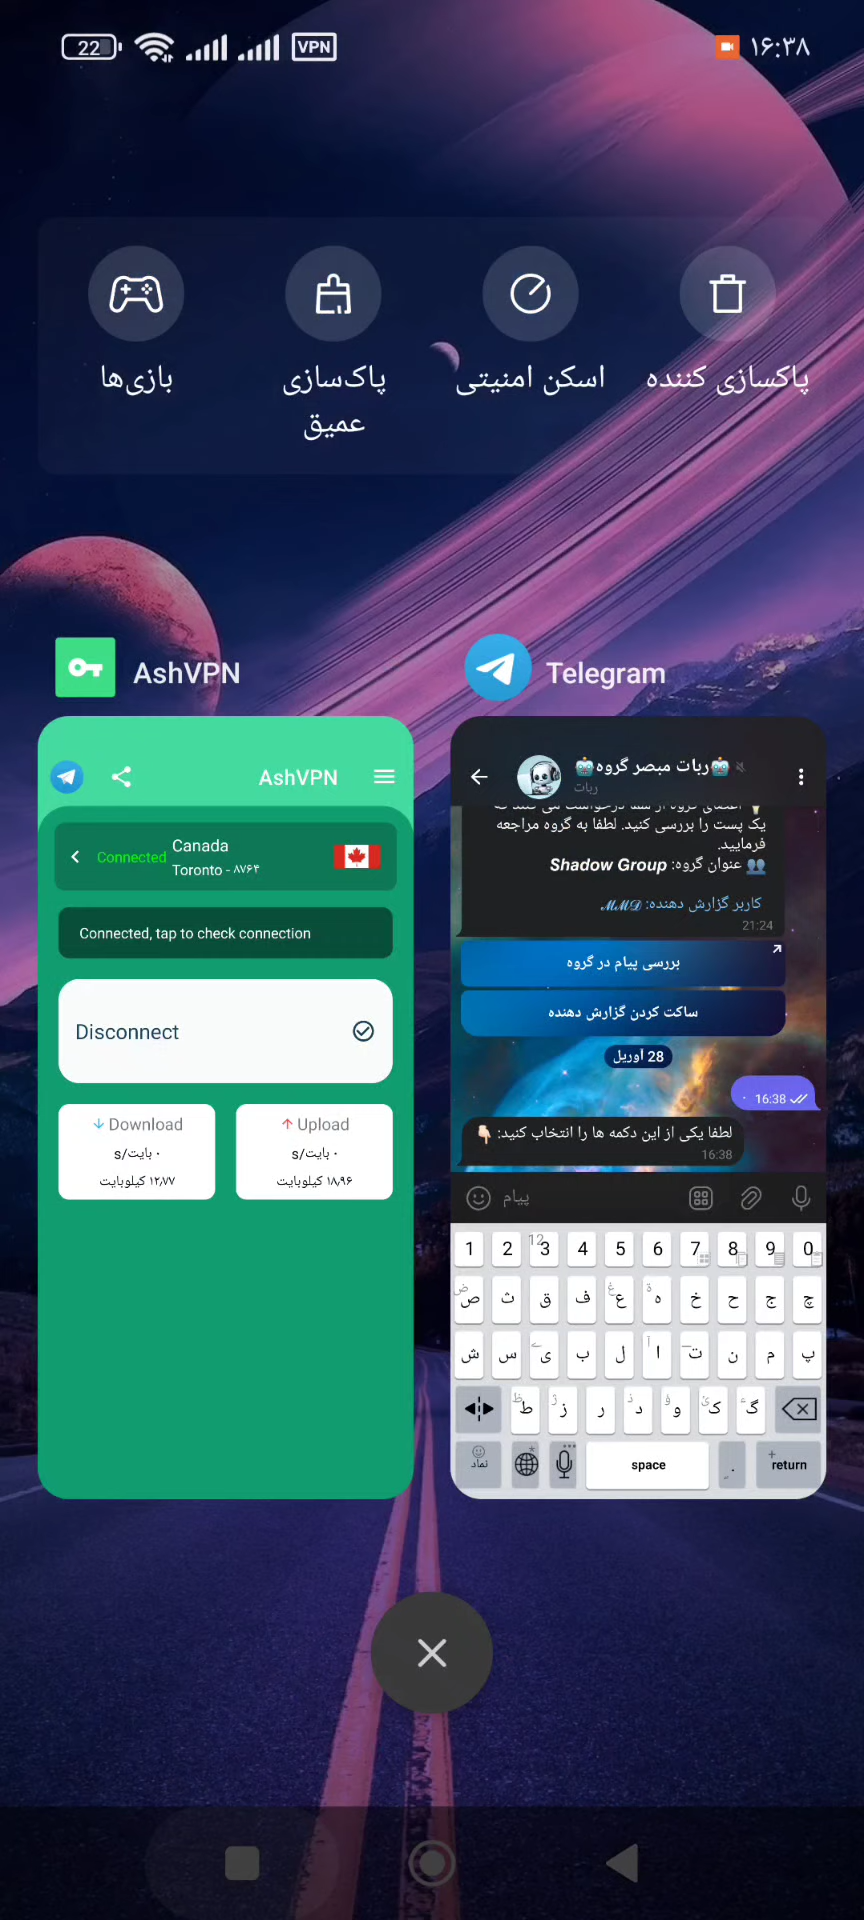 22
VPN
۱۶:۳۸
بازی‌ها
پاک‌سازی
عمیق
اسکن امنیتی
پاکسازی کننده
AshVPN
Telegram
AshVPN
Connected
Canada
Toronto - ۸۷۶۴
Connected, tap to check connection
Disconnect
Download
۰ بایت/s
۱۲٫۷۷ کیلوبایت
Upload
۰ بایت/s
۱۸٫۹۶ کیلوبایت
🤖ربات مبصر گروه🤖
ربات
یک پست را بررسی کنید. لطفا به گروه مراجعه
فرمایید.
👥 عنوان گروه: Shadow Group
کاربر گزارش دهنده: 𝓜𝓜𝓓
21:24
بررسی پیام در گروه
ساکت کردن گزارش دهنده
28 آوریل
16:38
لطفا یکی از این دکمه ها را انتخاب کنید: 👇🏻
16:38
پیام
1 2 3 4 5 6 7 8 9 0
12
ص ث ق ف ع ه خ ح ج چ
ض غ ة
ش س ی ب ل ا ت ن م پ
ط ز ر د و ک گ
ظ ژ ذ
نماد
space
.
return